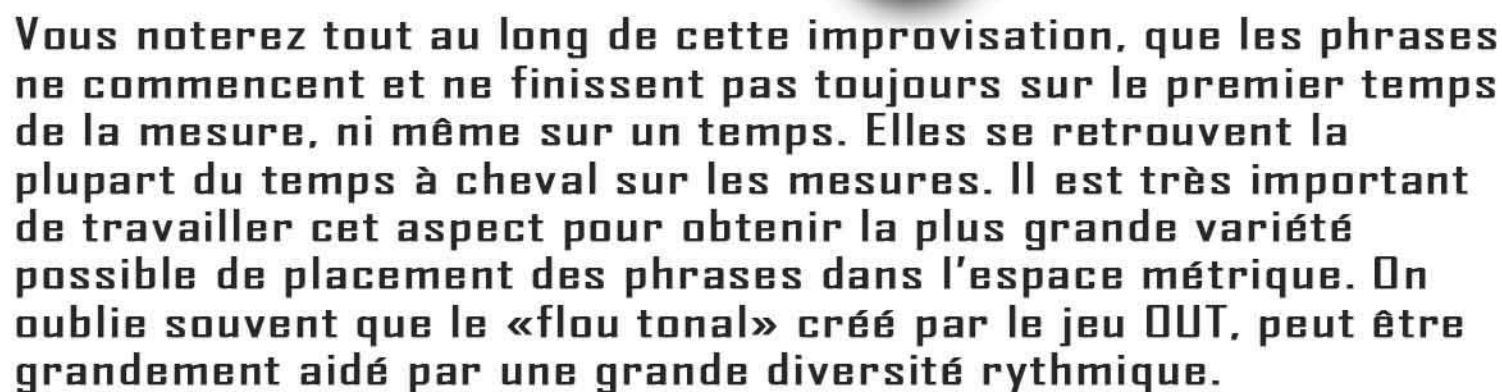 Vous noterez tout au long de cette improvisation, que les phrases
ne commencent et ne finissent pas toujours sur le premier temps
de la mesure, ni même sur un temps. Elles se retrouvent la
plupart du temps à cheval sur les mesures. Il est très important
de travailler cet aspect pour obtenir la plus grande variété
possible de placement des phrases dans l'espace métrique. On
oublie souvent que le «flou tonal» créé par le jeu OUT, peut être
grandement aidé par une grande diversité rythmique.